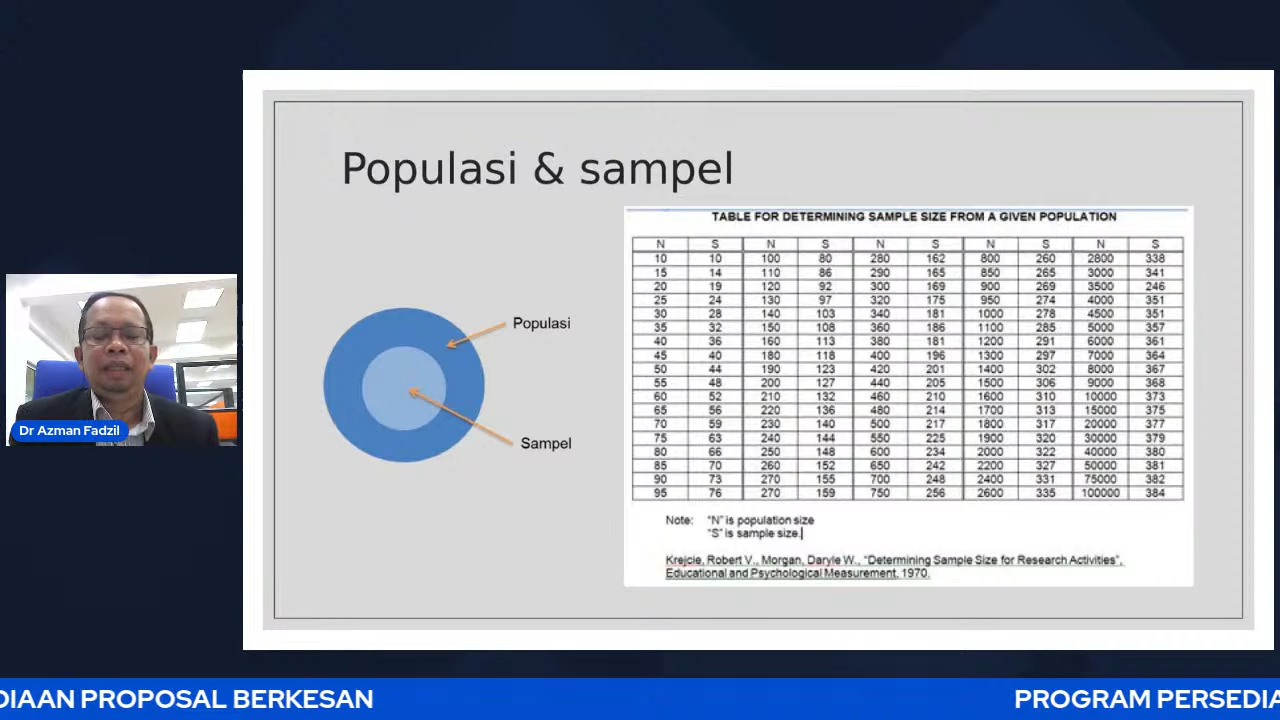 Populasi & sampel
TABLE FOR DETERMINING SAMPLE SIZE FROM A GIVEN POPULATION
N S N S N S N S N S
10 10 100 80 280 162 800 260 2800 338
15 14 110 86 290 165 850 265 3000 341
20 19 120 92 300 169 900 269 3500 246
25 24 130 97 320 175 950 274 4000 351
30 28 140 103 340 181 1000 278 4500 351
35 32 150 108 360 186 1100 285 5000 357
40 36 160 113 380 181 1200 291 6000 361
45 40 180 118 400 196 1300 297 7000 364
50 44 190 123 420 201 1400 302 8000 367
55 48 200 127 440 205 1500 306 9000 368
60 52 210 132 460 210 1600 310 10000 373
65 56 220 136 480 214 1700 313 15000 375
70 59 230 140 500 217 1800 317 20000 377
75 63 240 144 550 225 1900 320 30000 379
80 66 250 148 600 234 2000 322 40000 380
85 70 260 152 650 242 2200 327 50000 381
90 73 270 155 700 248 2400 331 75000 382
95 76 270 159 750 256 2600 335 100000 384
Note: "N" is population size
"S" is sample size.
Krejcie, Robert V., Morgan, Daryle W., "Determining Sample Size for Research Activities",
Educational and Psychological Measurement, 1970.
Populasi
Sampel
Dr Azman Fadzil
DIAAN PROPOSAL BERKESAN
PROGRAM PERSEDIA